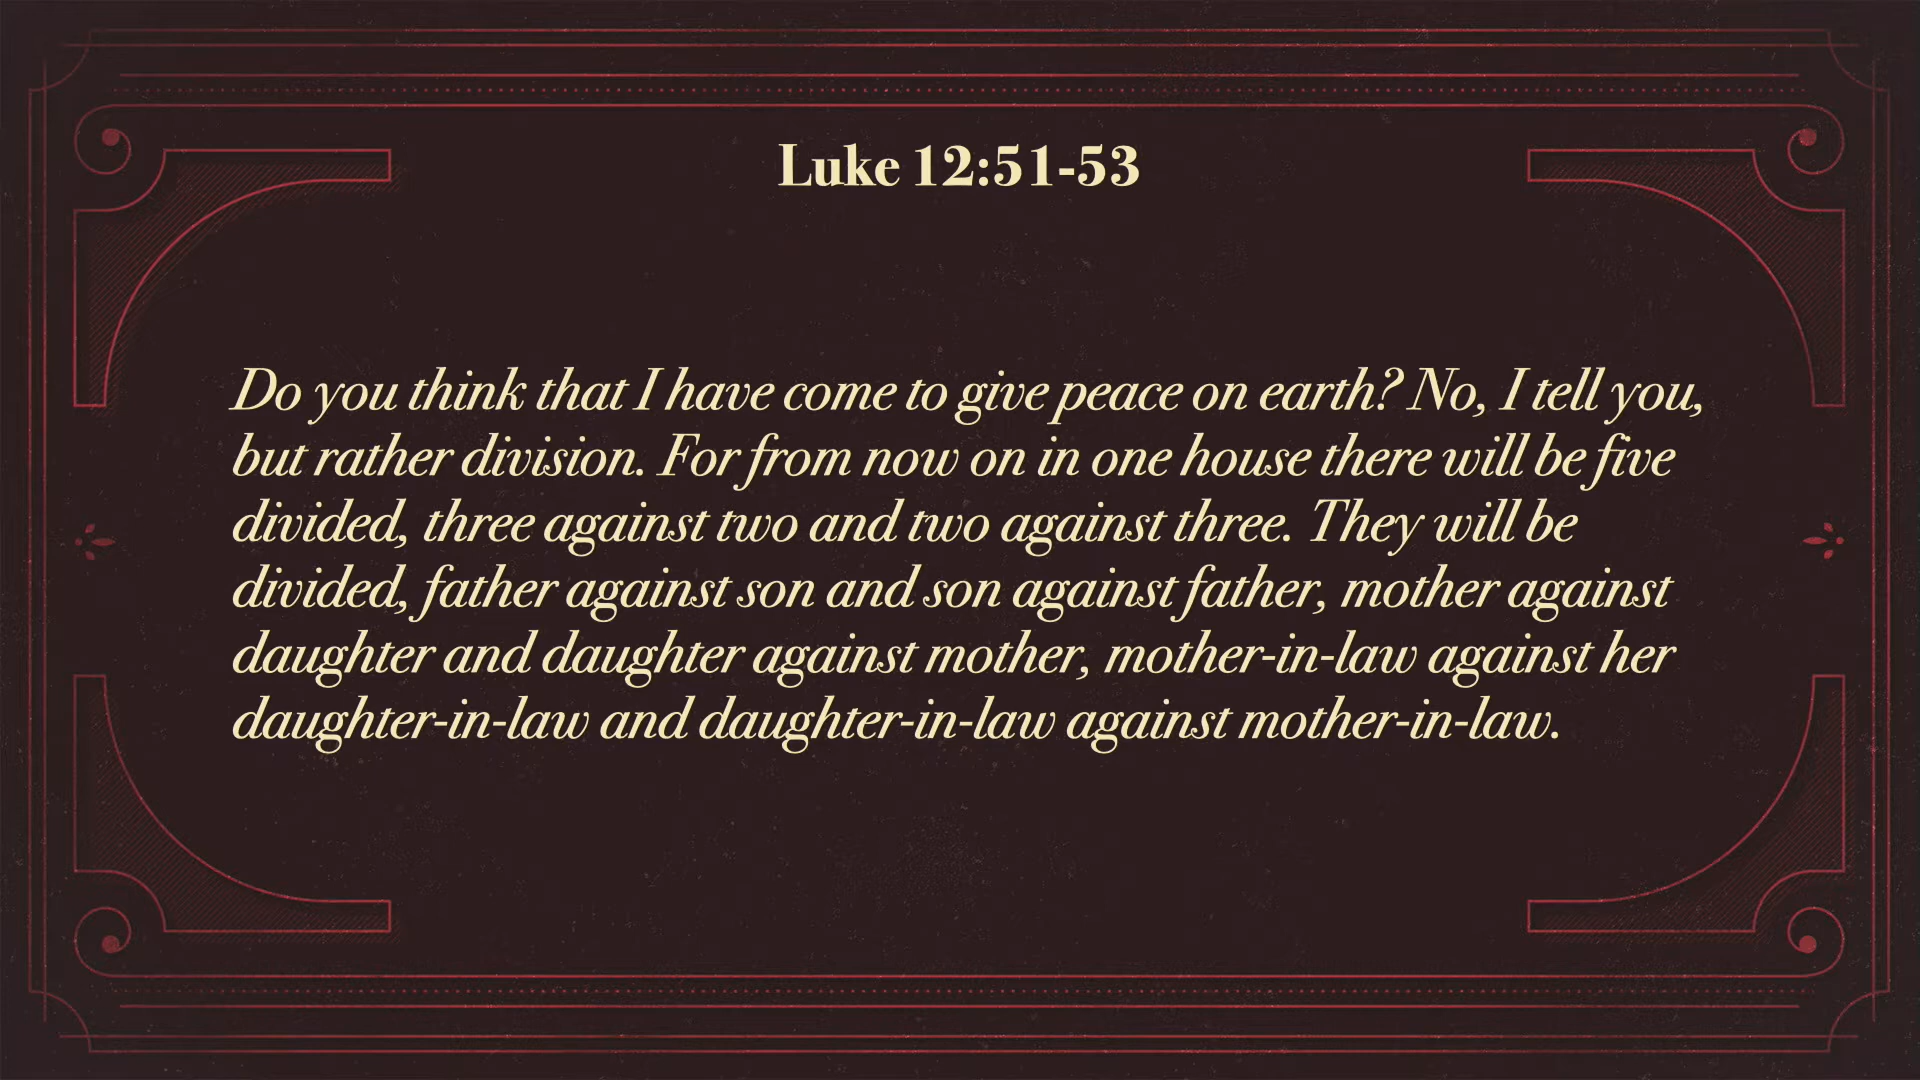 Luke 12:51-53
Do you think that I have come to give peace on earth? No, I tell you,
but rather division. For from now on in one house there will be five
divided, three against two and two against three. They will be
divided, father against son and son against father, mother against
daughter and daughter against mother, mother-in-law against her
daughter-in-law and daughter-in-law against mother-in-law.